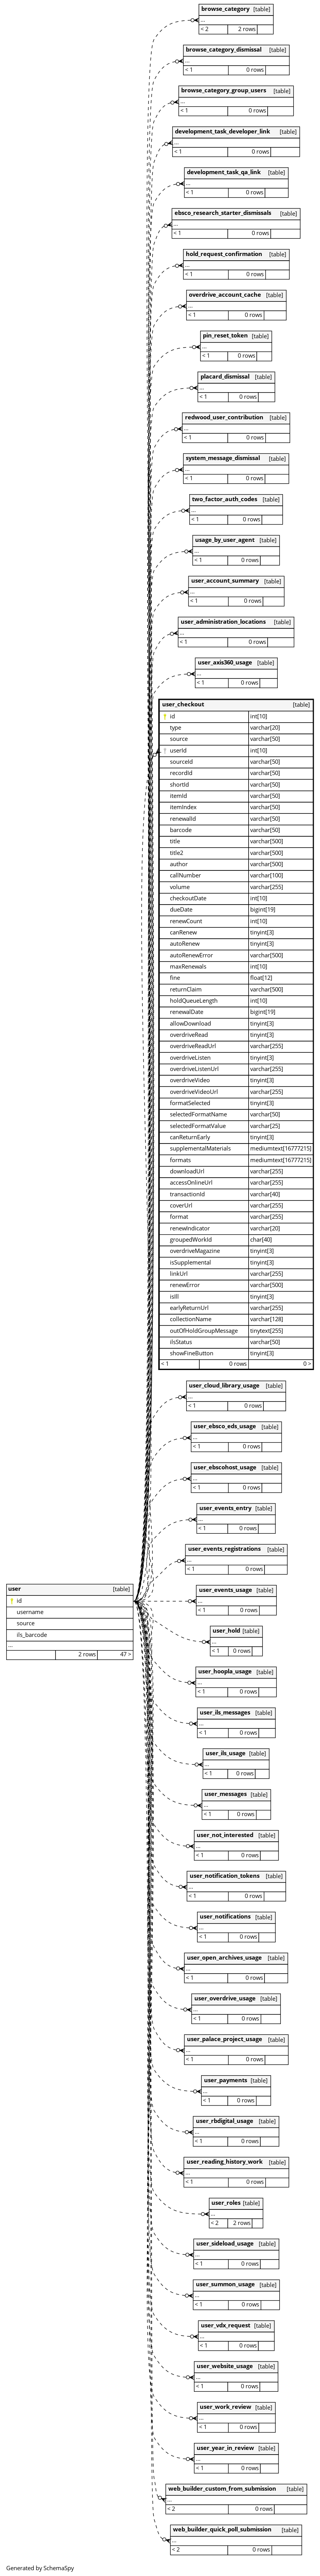 browse_category [table]
...
< 2 2 rows
browse_category_dismissal [table]
...
< 1 0 rows
browse_category_group_users [table]
...
< 1 0 rows
development_task_developer_link [table]
...
< 1 0 rows
development_task_qa_link [table]
...
< 1 0 rows
ebsco_research_starter_dismissals [table]
...
< 1 0 rows
hold_request_confirmation [table]
...
< 1 0 rows
overdrive_account_cache [table]
...
< 1 0 rows
pin_reset_token [table]
...
< 1 0 rows
placard_dismissal [table]
...
< 1 0 rows
redwood_user_contribution [table]
...
< 1 0 rows
system_message_dismissal [table]
...
< 1 0 rows
two_factor_auth_codes [table]
...
< 1 0 rows
usage_by_user_agent [table]
...
< 1 0 rows
user_account_summary [table]
...
< 1 0 rows
user_administration_locations [table]
...
< 1 0 rows
user_axis360_usage [table]
...
< 1 0 rows
user_checkout [table]
id int[10]
type varchar[20]
source varchar[50]
userId int[10]
sourceId varchar[50]
recordId varchar[50]
shortId varchar[50]
itemId varchar[50]
itemIndex varchar[50]
renewalId varchar[50]
barcode varchar[50]
title varchar[500]
title2 varchar[500]
author varchar[500]
callNumber varchar[100]
volume varchar[255]
checkoutDate int[10]
dueDate bigint[19]
renewCount int[10]
canRenew tinyint[3]
autoRenew tinyint[3]
autoRenewError varchar[500]
maxRenewals int[10]
fine float[12]
returnClaim varchar[500]
holdQueueLength int[10]
renewalDate bigint[19]
allowDownload tinyint[3]
overdriveRead tinyint[3]
overdriveReadUrl varchar[255]
overdriveListen tinyint[3]
overdriveListenUrl varchar[255]
overdriveVideo tinyint[3]
overdriveVideoUrl varchar[255]
formatSelected tinyint[3]
selectedFormatName varchar[50]
selectedFormatValue varchar[25]
canReturnEarly tinyint[3]
supplementalMaterials mediumtext[16777215]
formats mediumtext[16777215]
downloadUrl varchar[255]
accessOnlineUrl varchar[255]
transactionId varchar[40]
coverUrl varchar[255]
format varchar[255]
renewIndicator varchar[20]
groupedWorkId char[40]
overdriveMagazine tinyint[3]
isSupplemental tinyint[3]
linkUrl varchar[255]
renewError varchar[500]
isIll tinyint[3]
earlyReturnUrl varchar[255]
collectionName varchar[128]
outOfHoldGroupMessage tinytext[255]
ilsStatus varchar[50]
showFineButton tinyint[3]
< 1 0 rows 0 >
user_cloud_library_usage [table]
...
< 1 0 rows
user_ebsco_eds_usage [table]
...
< 1 0 rows
user_ebscohost_usage [table]
...
< 1 0 rows
user_events_entry [table]
...
< 1 0 rows
user_events_registrations [table]
...
< 1 0 rows
user [table]
id
username
source
ils_barcode
...
2 rows 47 >
user_events_usage [table]
...
< 1 0 rows
user_hold [table]
...
< 1 0 rows
user_hoopla_usage [table]
...
< 1 0 rows
user_ils_messages [table]
...
< 1 0 rows
user_ils_usage [table]
...
< 1 0 rows
user_messages [table]
...
< 1 0 rows
user_not_interested [table]
...
< 1 0 rows
user_notification_tokens [table]
...
< 1 0 rows
user_notifications [table]
...
< 1 0 rows
user_open_archives_usage [table]
...
< 1 0 rows
user_overdrive_usage [table]
...
< 1 0 rows
user_palace_project_usage [table]
...
< 1 0 rows
user_payments [table]
...
< 1 0 rows
user_rbdigital_usage [table]
...
< 1 0 rows
user_reading_history_work [table]
...
< 1 0 rows
user_roles [table]
...
< 2 2 rows
user_sideload_usage [table]
...
< 1 0 rows
user_summon_usage [table]
...
< 1 0 rows
user_vdx_request [table]
...
< 1 0 rows
user_website_usage [table]
...
< 1 0 rows
user_work_review [table]
...
< 1 0 rows
user_year_in_review [table]
...
< 1 0 rows
web_builder_custom_from_submission [table]
...
< 2 0 rows
web_builder_quick_poll_submission [table]
...
< 2 0 rows
Generated by SchemaSpy